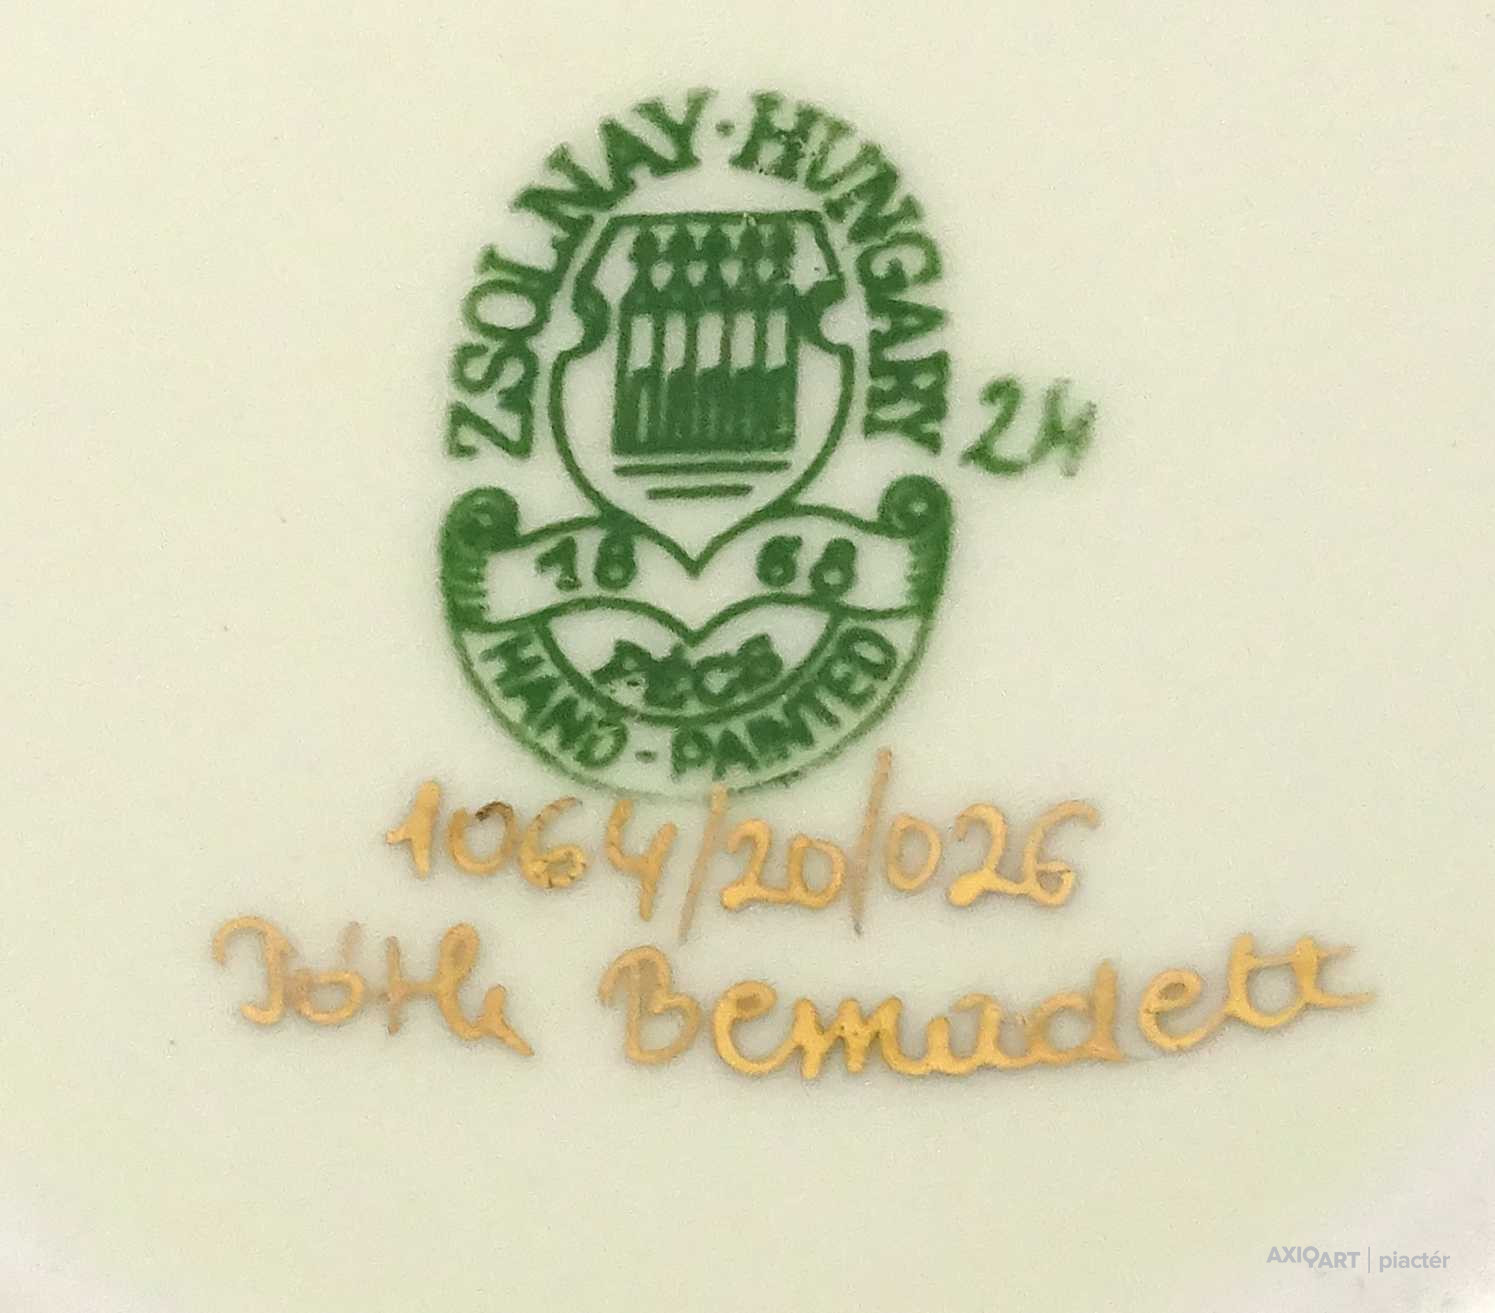 ZSOLNAY · HUNGARY
24
18 68
PÉCS
HAND - PAINTED
1064/20/026
Tóth Bernadett
AXIOART | piactér